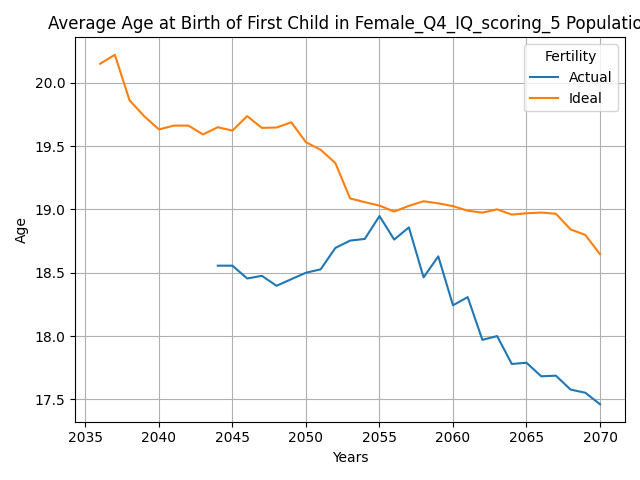 Average Age at Birth of First Child in Female_Q4_IQ_scoring_5 Populatio
Fertility
Actual
Ideal
20.0
19.5
19.0
18.5
18.0
17.5
Age
2035 2040 2045 2050 2055 2060 2065 2070
Years